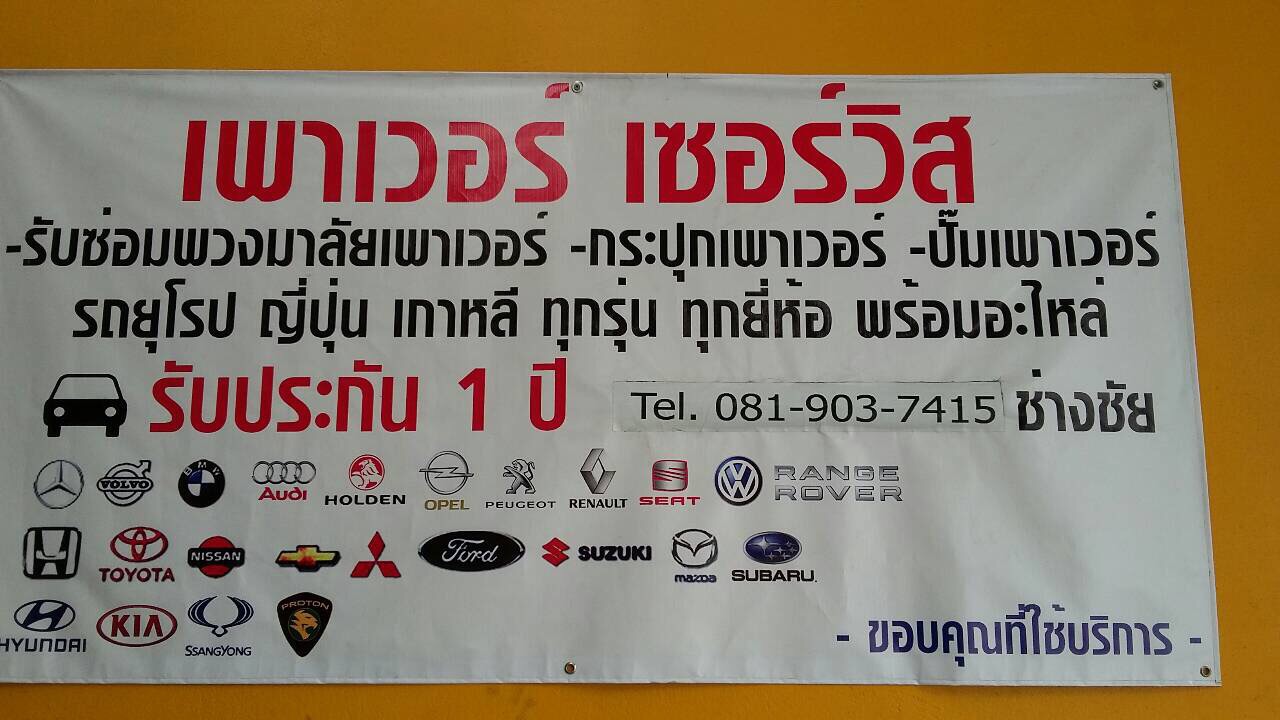 เพาเวอร์ เซอร์วิส
-รับซ่อมพวงมาลัยเพาเวอร์ -กระปุกเพาเวอร์ -ปั๊มเพาเวอร์
รถยุโรป ญี่ปุ่น เกาหลี ทุกรุ่น ทุกยี่ห้อ พร้อมอะไหล่
รับประกัน 1 ปี Tel. 081-903-7415 ช่างชัย
VOLVO BMW Audi HOLDEN OPEL PEUGEOT RENAULT SEAT RANGE ROVER
TOYOTA NISSAN Ford SUZUKI mazda SUBARU
HYUNDAI KIA SSANGYONG PROTON
- ขอบคุณที่ใช้บริการ -